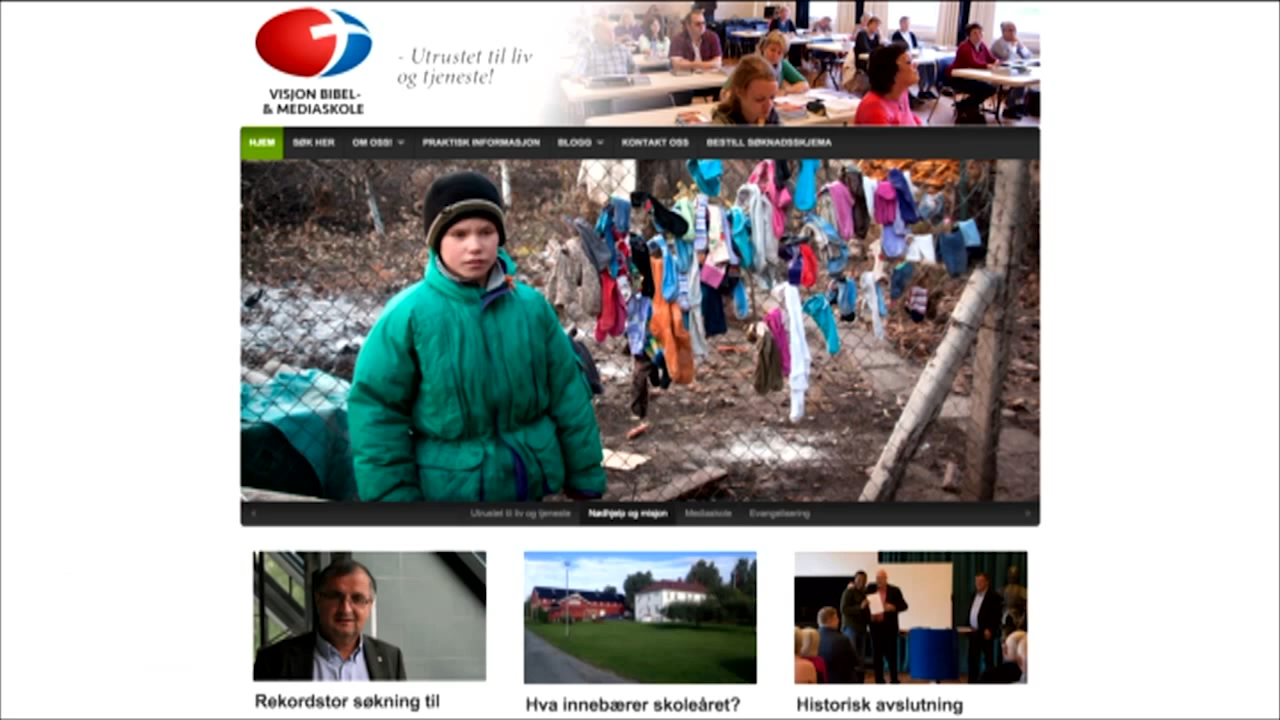 VISJON BIBEL-
& MEDIASKOLE
- Utrustet til liv
og tjeneste!
HJEM SØK HER OM OSS! PRAKTISK INFORMASJON BLOGG KONTAKT OSS BESTILL SØKNADSSKJEMA
Utrustet til liv og tjeneste Nødhjelp og misjon Mediaskole Evangelisering
Rekordstor søkning til
Hva innebærer skoleåret?
Historisk avslutning